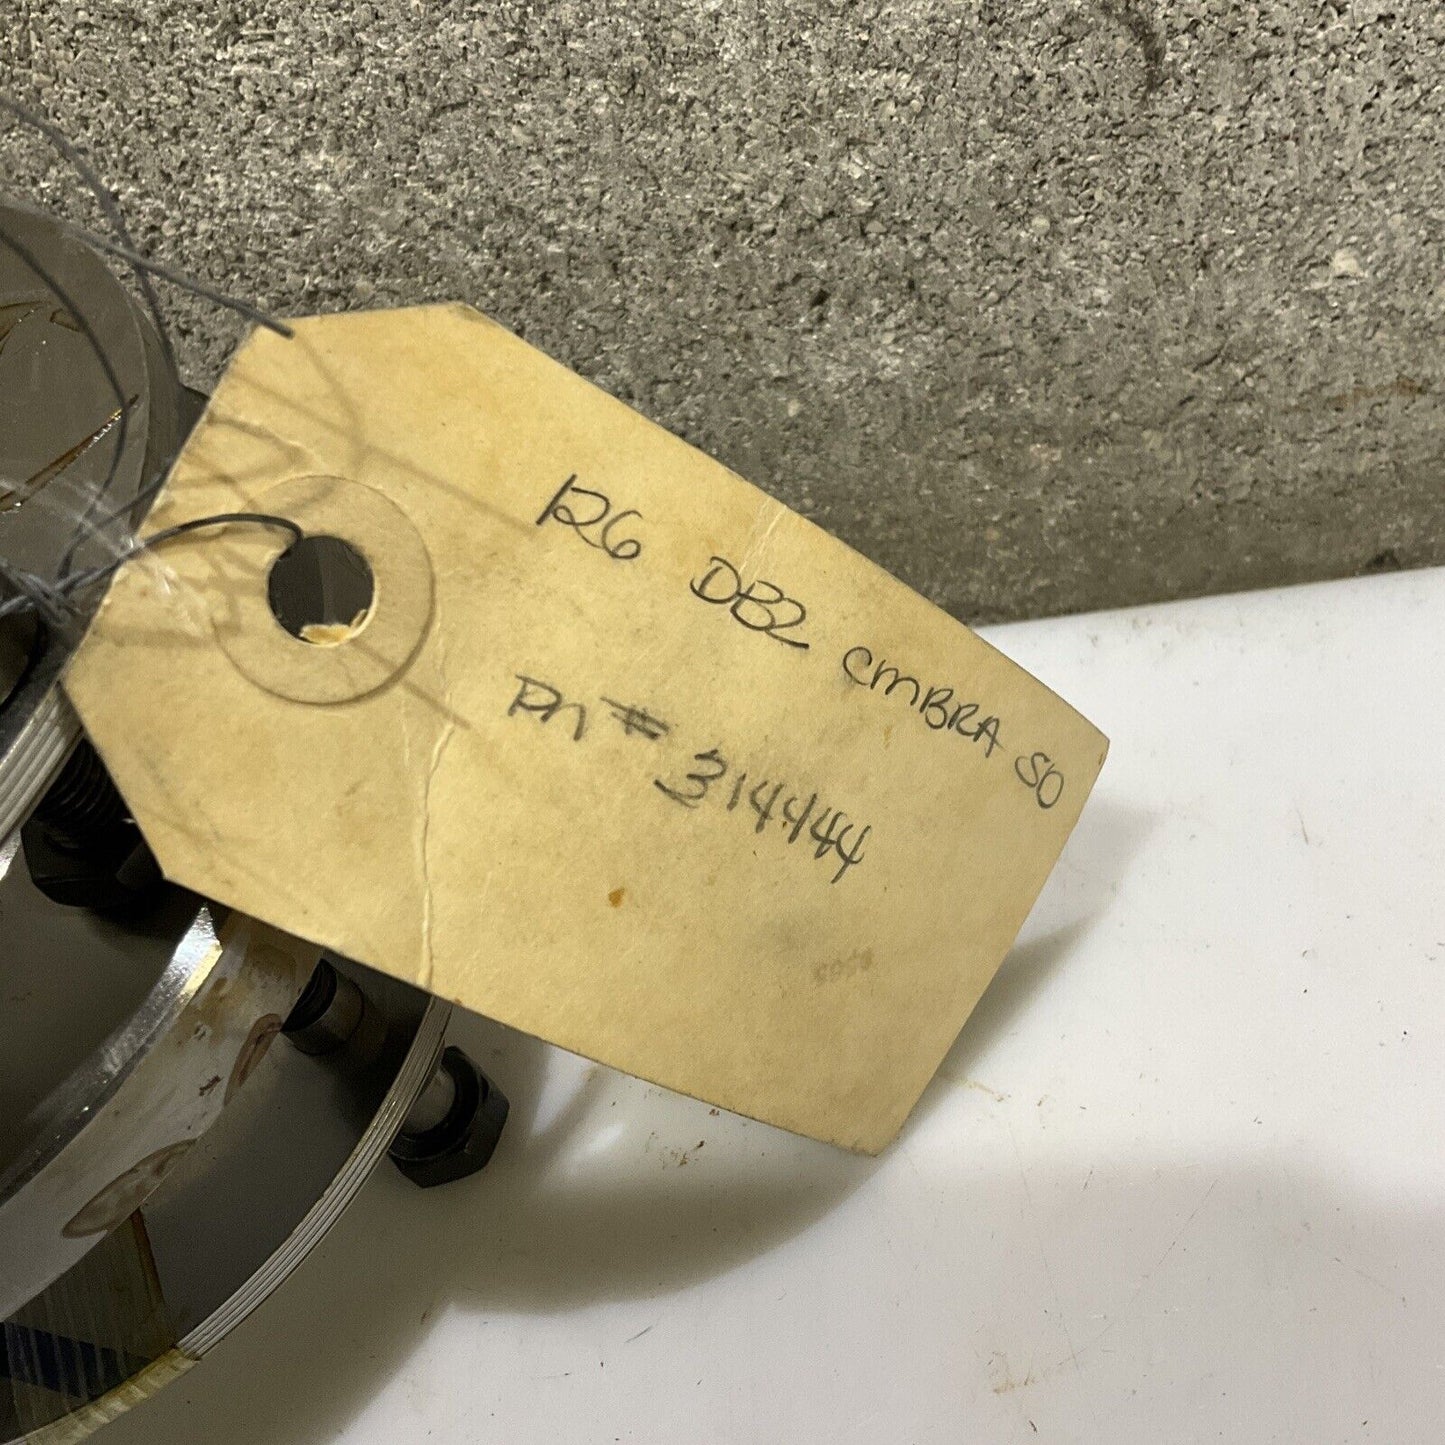 R6 DB2 CMBRA SO
PN # 314444